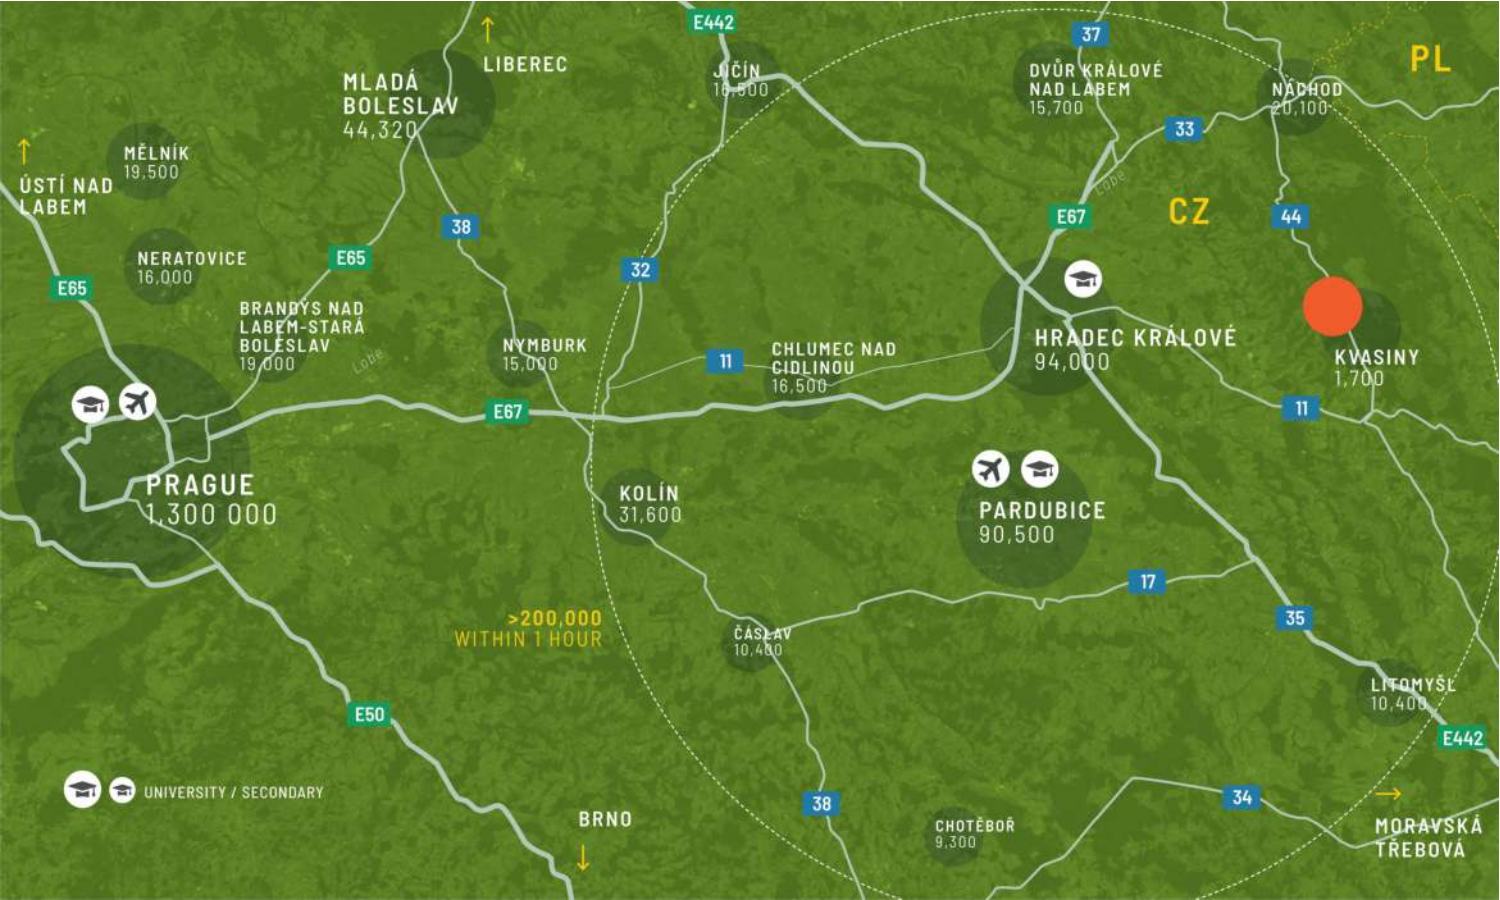 E442
37
PL
LIBEREC
MLADÁ
BOLESLAV
44,320
JIČÍN
16,500
DVŮR KRÁLOVÉ
NAD LABEM
15,700
NÁCHOD
20,100
33
MĚLNÍK
19,500
ÚSTÍ NAD
LABEM
Labe
CZ
38
E67
44
NERATOVICE
16,000
E65
E65
32
BRANDÝS NAD
LABEM-STARÁ
BOLESLAV
19,000
Labe
NYMBURK
15,000
11
CHLUMEC NAD
CIDLINOU
16,500
HRADEC KRÁLOVÉ
94,000
KVASINY
1,700
E67
11
PRAGUE
1,300 000
KOLÍN
31,600
PARDUBICE
90,500
17
>200,000
WITHIN 1 HOUR
35
ČÁSLAV
10,400
LITOMYŠL
10,400
E50
E442
UNIVERSITY / SECONDARY
BRNO
38
34
CHOTĚBOŘ
9,300
MORAVSKÁ
TŘEBOVÁ